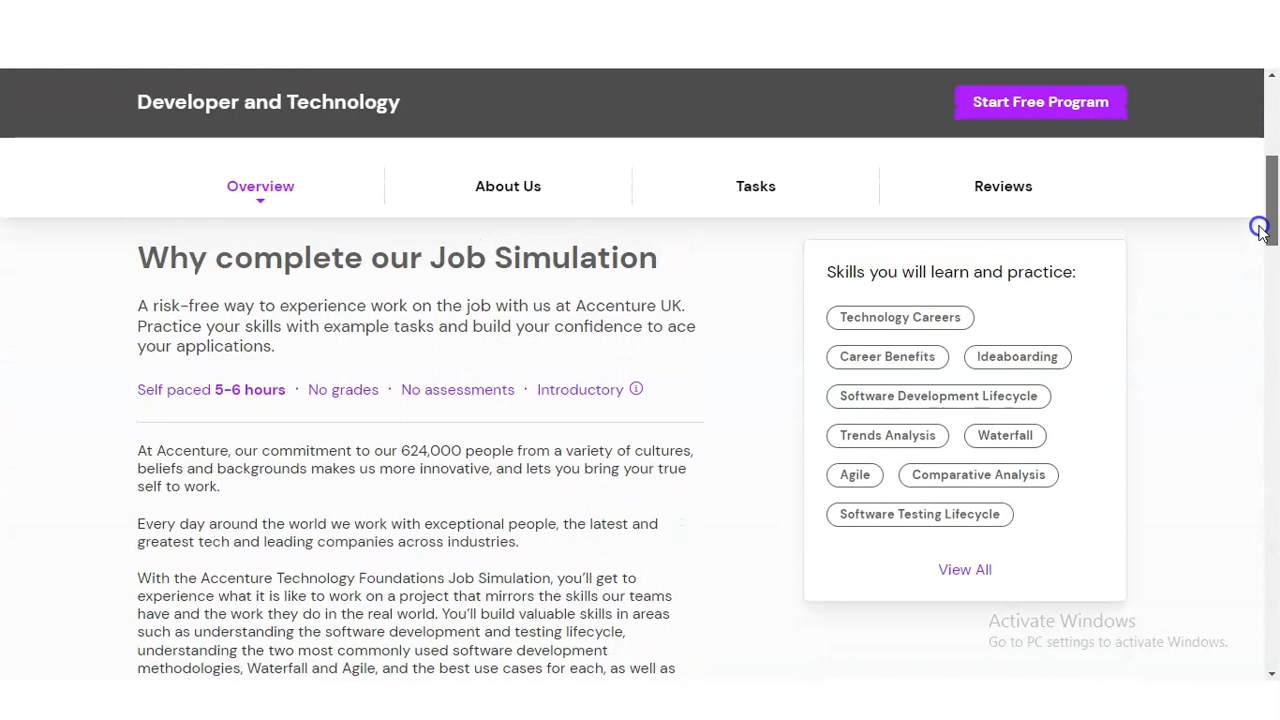 Developer and Technology
Start Free Program
Overview
About Us
Tasks
Reviews
Why complete our Job Simulation
A risk-free way to experience work on the job with us at Accenture UK.
Practice your skills with example tasks and build your confidence to ace
your applications.
Self paced 5-6 hours · No grades · No assessments · Introductory
At Accenture, our commitment to our 624,000 people from a variety of cultures,
beliefs and backgrounds makes us more innovative, and lets you bring your true
self to work.
Every day around the world we work with exceptional people, the latest and
greatest tech and leading companies across industries.
With the Accenture Technology Foundations Job Simulation, you'll get to
experience what it is like to work on a project that mirrors the skills our teams
have and the work they do in the real world. You'll build valuable skills in areas
such as understanding the software development and testing lifecycle,
understanding the two most commonly used software development
methodologies, Waterfall and Agile, and the best use cases for each, as well as
Skills you will learn and practice:
Technology Careers
Career Benefits
Ideaboarding
Software Development Lifecycle
Trends Analysis
Waterfall
Agile
Comparative Analysis
Software Testing Lifecycle
View All
Activate Windows
Go to PC settings to activate Windows.